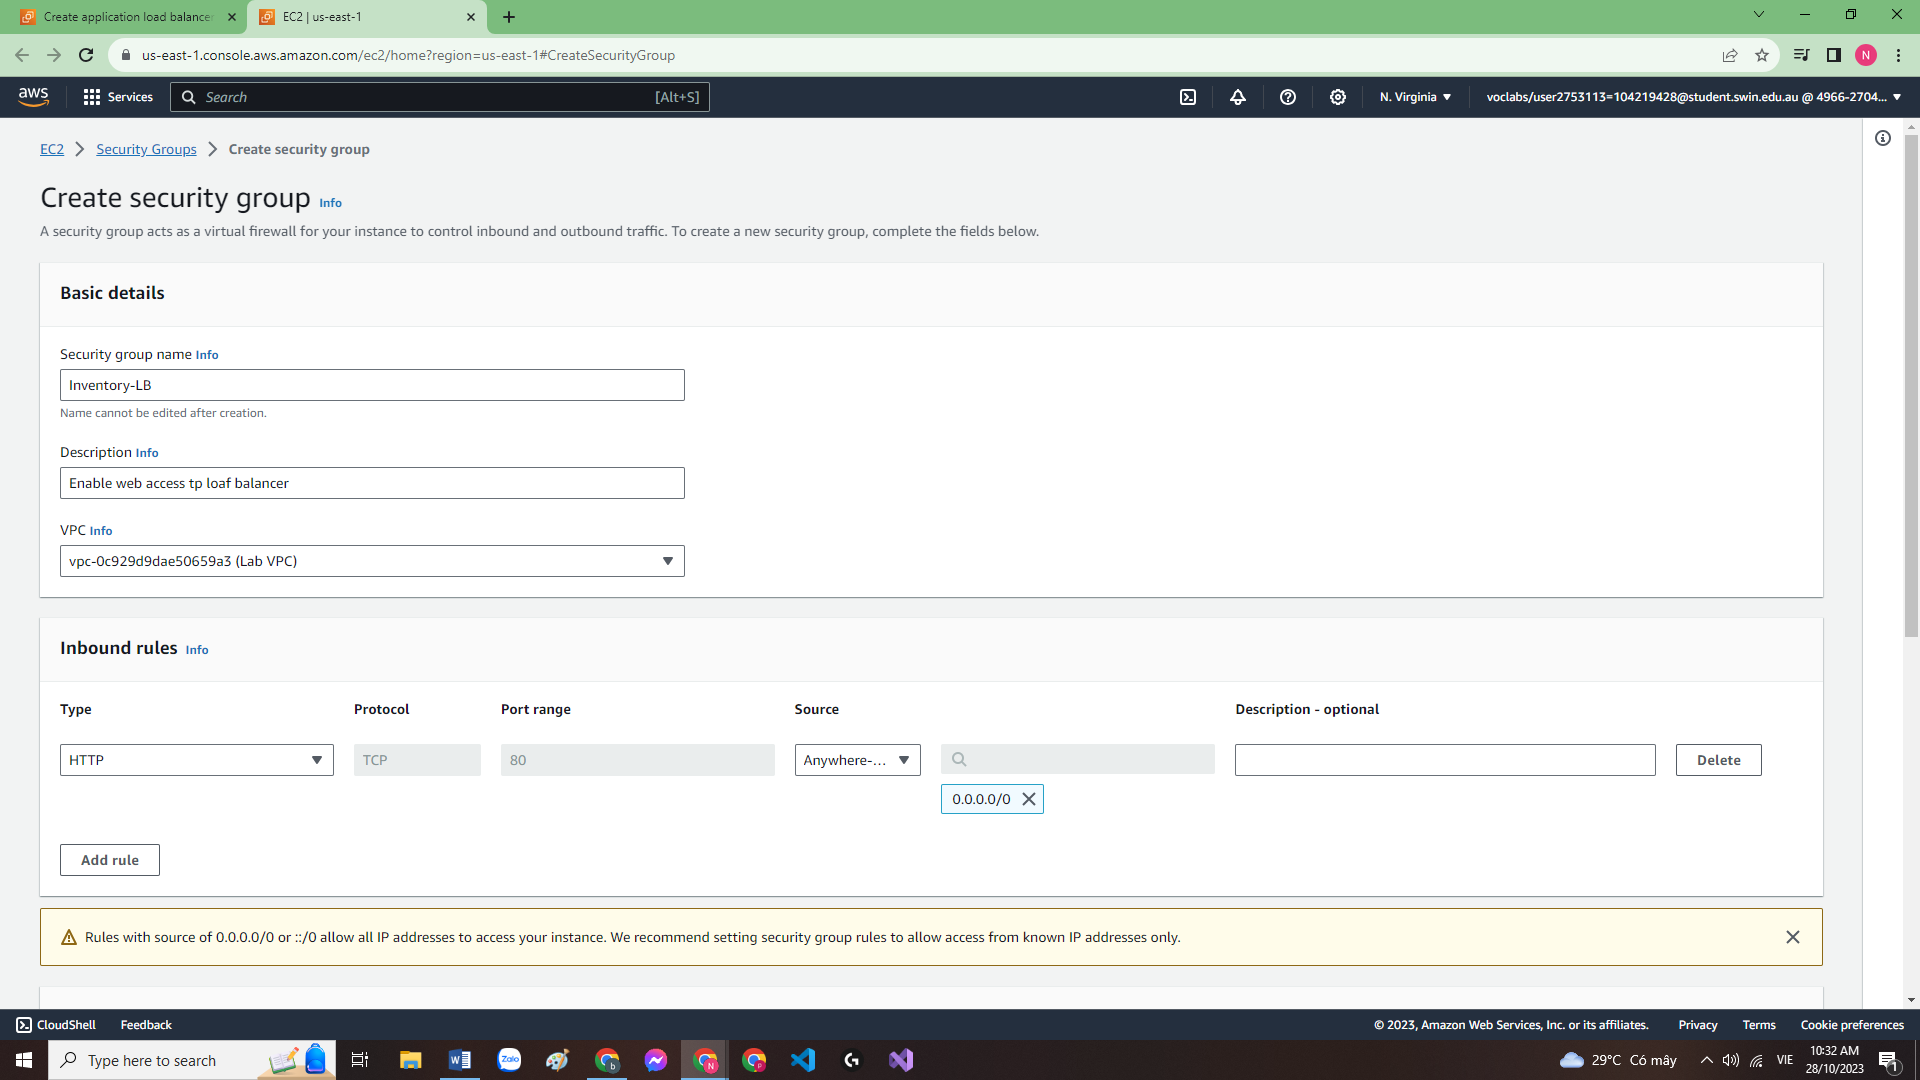 Create application load balancer
EC2 | us-east-1
us-east-1.console.aws.amazon.com/ec2/home?region=us-east-1#CreateSecurityGroup
N
aws
Services
Search
[Alt+S]
N. Virginia
voclabs/user2753113=104219428@student.swin.edu.au @ 4966-2704...
EC2
Security Groups
Create security group
Create security group Info
A security group acts as a virtual firewall for your instance to control inbound and outbound traffic. To create a new security group, complete the fields below.
Basic details
Security group name Info
Inventory-LB
Name cannot be edited after creation.
Description Info
Enable web access tp loaf balancer
VPC Info
vpc-0c929d9dae50659a3 (Lab VPC)
Inbound rules Info
Type Protocol Port range Source Description - optional
HTTP TCP 80 Anywhere-... Delete
0.0.0.0/0
Add rule
Rules with source of 0.0.0.0/0 or ::/0 allow all IP addresses to access your instance. We recommend setting security group rules to allow access from known IP addresses only.
CloudShell Feedback © 2023, Amazon Web Services, Inc. or its affiliates. Privacy Terms Cookie preferences
Type here to search
Zalo
29°C Có mây
VIE
10:32 AM
28/10/2023
1